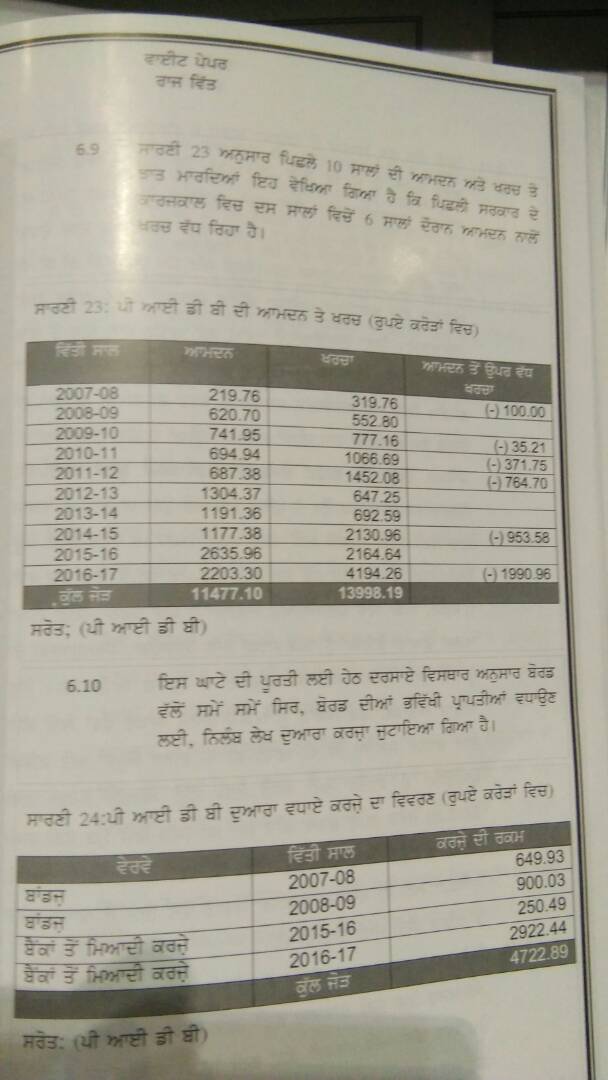 ਵਾਈਟ ਪੇਪਰ
ਰਾਜ ਵਿੱਤ
6.9 ਸਾਰਣੀ 23 ਅਨੁਸਾਰ ਪਿਛਲੇ 10 ਸਾਲਾਂ ਦੀ ਆਮਦਨ ਅਤੇ ਖਰਚ ਤੇ
ਝਾਤ ਮਾਰਦਿਆਂ ਇਹ ਵੇਖਿਆ ਗਿਆ ਹੈ ਕਿ ਪਿਛਲੀ ਸਰਕਾਰ ਦੇ
ਕਾਰਜਕਾਲ ਵਿਚ ਦਸ ਸਾਲਾਂ ਵਿਚੋਂ 6 ਸਾਲਾਂ ਦੌਰਾਨ ਆਮਦਨ ਨਾਲੋਂ
ਖਰਚ ਵੱਧ ਰਿਹਾ ਹੈ।
ਸਾਰਣੀ 23: ਪੀ ਆਈ ਡੀ ਬੀ ਦੀ ਆਮਦਨ ਤੇ ਖਰਚ (ਰੁਪਏ ਕਰੋੜਾਂ ਵਿਚ)
ਵਿੱਤੀ ਸਾਲ ਆਮਦਨ ਖਰਚਾ ਆਮਦਨ ਤੋਂ ਉਪਰ ਵੱਧ
ਖਰਚਾ
2007-08 219.76 319.76 (-) 100.00
2008-09 620.70 552.80
2009-10 741.95 777.16 (-) 35.21
2010-11 694.94 1066.69 (-) 371.75
2011-12 687.38 1452.08 (-) 764.70
2012-13 1304.37 647.25
2013-14 1191.36 692.59
2014-15 1177.38 2130.96 (-) 953.58
2015-16 2635.96 2164.64
2016-17 2203.30 4194.26 (-) 1990.96
ਕੁੱਲ ਜੋੜ 11477.10 13998.19
ਸਰੋਤ; (ਪੀ ਆਈ ਡੀ ਬੀ)
6.10 ਇਸ ਘਾਟੇ ਦੀ ਪੂਰਤੀ ਲਈ ਹੇਠ ਦਰਸਾਏ ਵਿਸਥਾਰ ਅਨੁਸਾਰ ਬੋਰਡ
ਵੱਲੋਂ ਸਮੇਂ ਸਮੇਂ ਸਿਰ, ਬੋਰਡ ਦੀਆਂ ਭਵਿੱਖੀ ਪ੍ਰਾਪਤੀਆਂ ਵਧਾਉਣ
ਲਈ, ਨਿਲੰਬ ਲੇਖ ਦੁਆਰਾ ਕਰਜ਼ਾ ਜੁਟਾਇਆ ਗਿਆ ਹੈ।
ਸਾਰਣੀ 24:ਪੀ ਆਈ ਡੀ ਬੀ ਦੁਆਰਾ ਵਧਾਏ ਕਰਜ਼ੇ ਦਾ ਵਿਵਰਣ (ਰੁਪਏ ਕਰੋੜਾਂ ਵਿਚ)
ਵੇਰਵੇ ਵਿੱਤੀ ਸਾਲ ਕਰਜ਼ੇ ਦੀ ਰਕਮ
ਬਾਂਡਜ਼ 2007-08 649.93
ਬਾਂਡਜ਼ 2008-09 900.03
ਬੈਂਕਾਂ ਤੋਂ ਮਿਆਦੀ ਕਰਜ਼ੇ 2015-16 250.49
ਬੈਂਕਾਂ ਤੋਂ ਮਿਆਦੀ ਕਰਜ਼ੇ 2016-17 2922.44
ਕੁੱਲ ਜੋੜ 4722.89
ਸਰੋਤ: (ਪੀ ਆਈ ਡੀ ਬੀ)